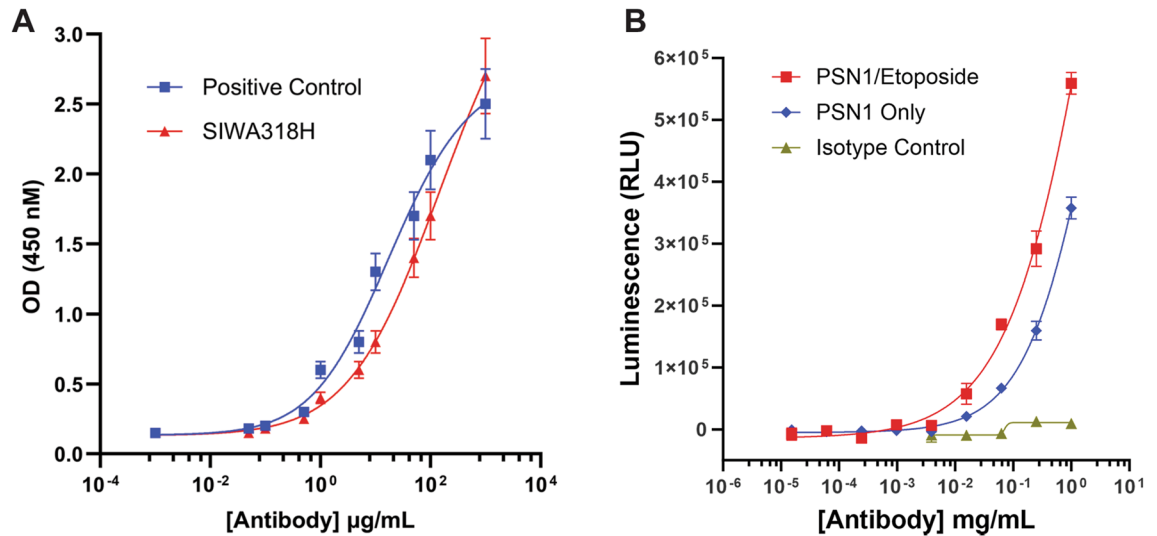 A
OD (450 nM)
3.0
2.5
2.0
1.5
1.0
0.5
0.0
Positive Control
SIWA318H
10⁻⁴
10⁻²
10⁰
10²
10⁴
[Antibody] µg/mL
B
Luminescence (RLU)
6×10⁵
5×10⁵
4×10⁵
3×10⁵
2×10⁵
1×10⁵
0
PSN1/Etoposide
PSN1 Only
Isotype Control
10⁻⁶
10⁻⁵
10⁻⁴
10⁻³
10⁻²
10⁻¹
10⁰
10¹
[Antibody] mg/mL